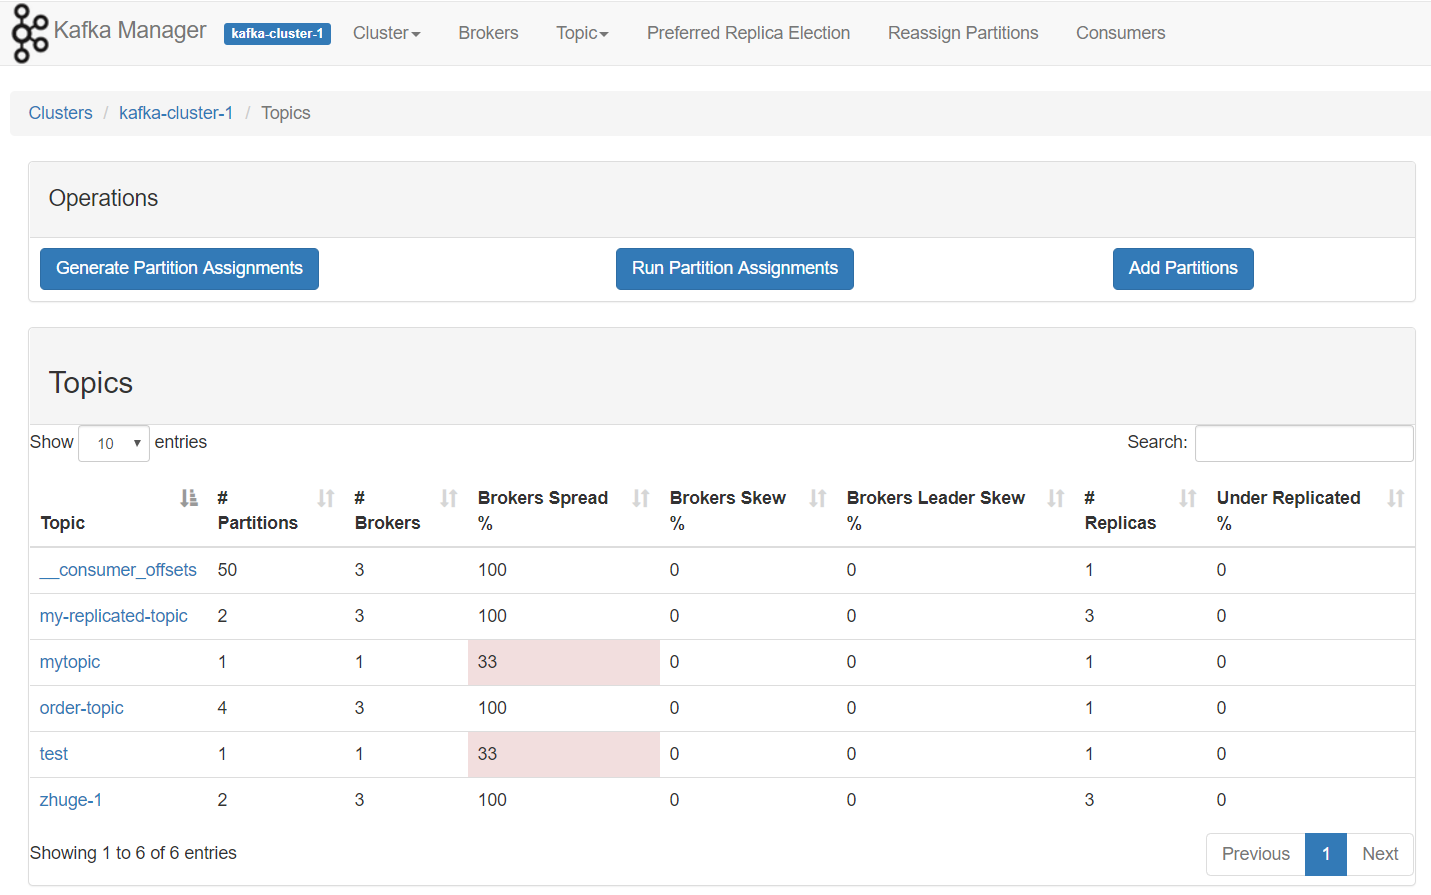 Kafka Manager kafka-cluster-1 Cluster Brokers Topic Preferred Replica Election Reassign Partitions Consumers
Clusters / kafka-cluster-1 / Topics
Operations
Generate Partition Assignments Run Partition Assignments Add Partitions
Topics
Show 10 entries Search:
Topic # Partitions # Brokers Brokers Spread % Brokers Skew % Brokers Leader Skew % # Replicas Under Replicated %
__consumer_offsets 50 3 100 0 0 1 0
my-replicated-topic 2 3 100 0 0 3 0
mytopic 1 1 33 0 0 1 0
order-topic 4 3 100 0 0 1 0
test 1 1 33 0 0 1 0
zhuge-1 2 3 100 0 0 3 0
Showing 1 to 6 of 6 entries Previous 1 Next